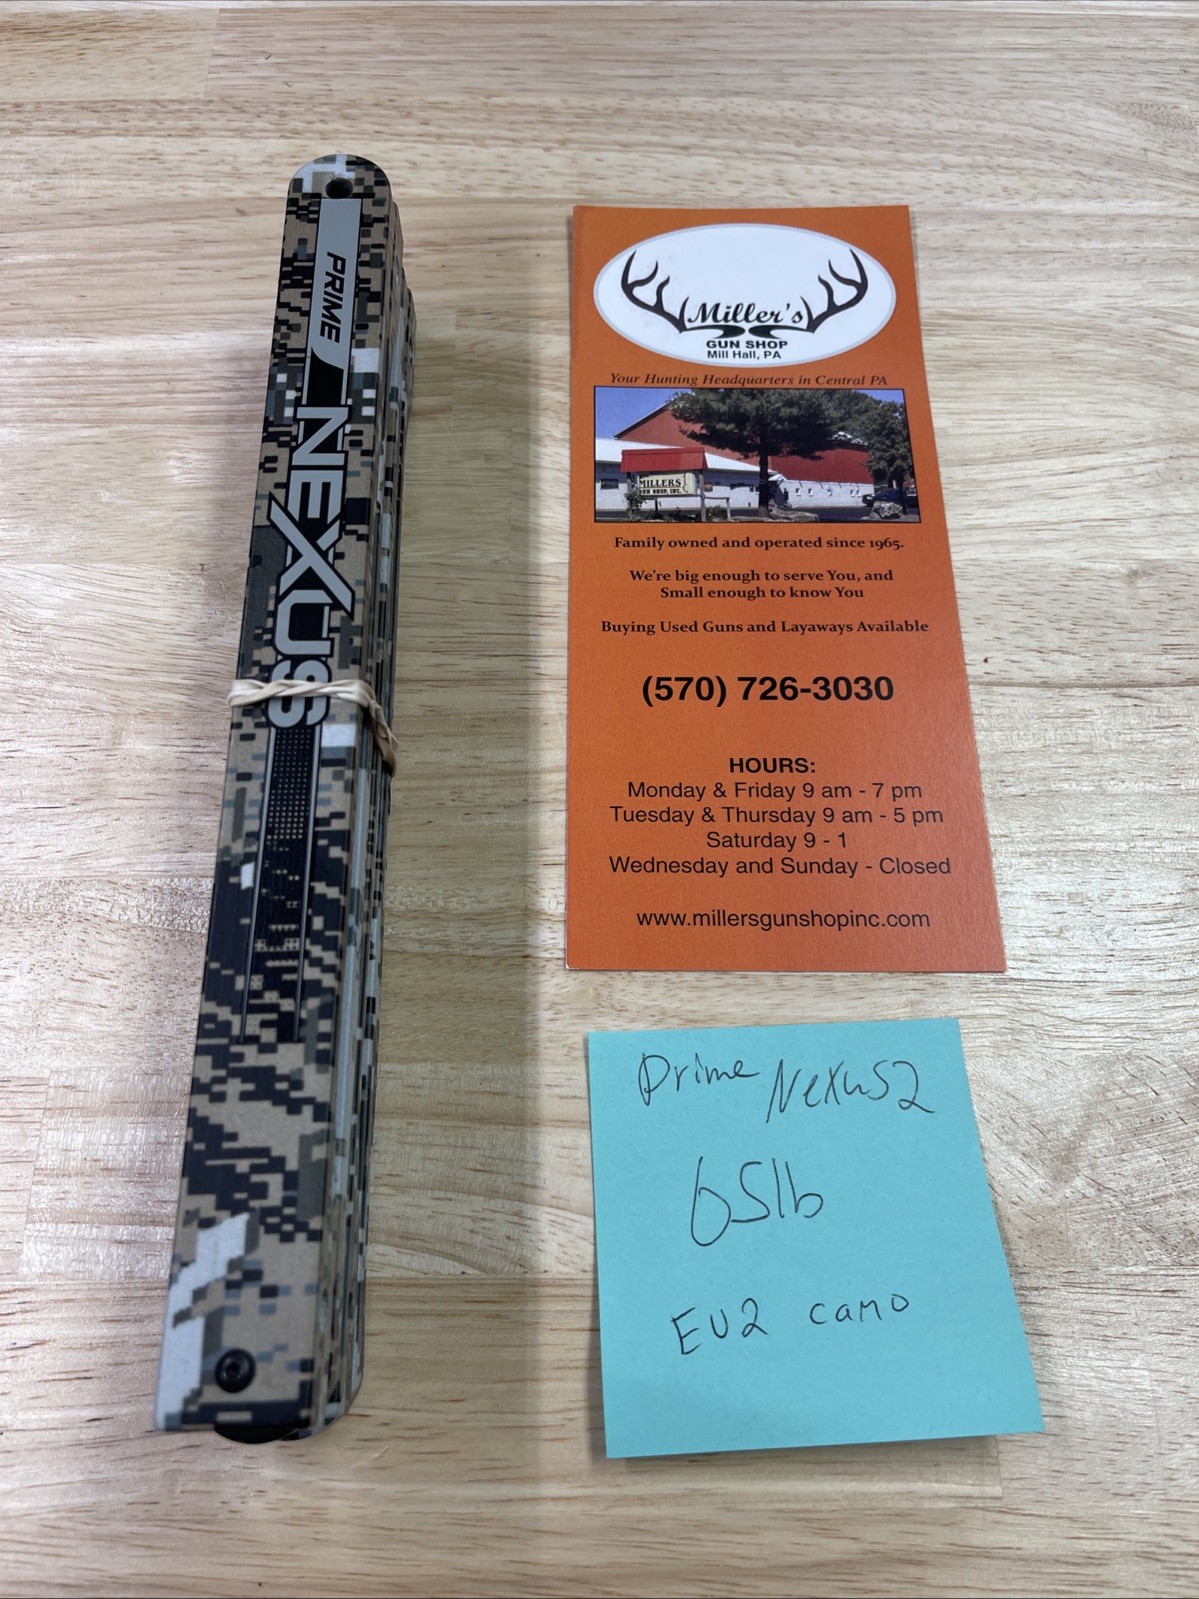 PRIME
NEXUS
Miller's
GUN SHOP
Mill Hall, PA
Your Hunting Headquarters in Central PA
MILLERS
GUN SHOP, INC.
Family owned and operated since 1965.
We're big enough to serve You, and
Small enough to know You
Buying Used Guns and Layaways Available
(570) 726-3030
HOURS:
Monday & Friday 9 am - 7 pm
Tuesday & Thursday 9 am - 5 pm
Saturday 9 - 1
Wednesday and Sunday - Closed
www.millersgunshopinc.com
Prime Nexus2
65lb
EV2 camo